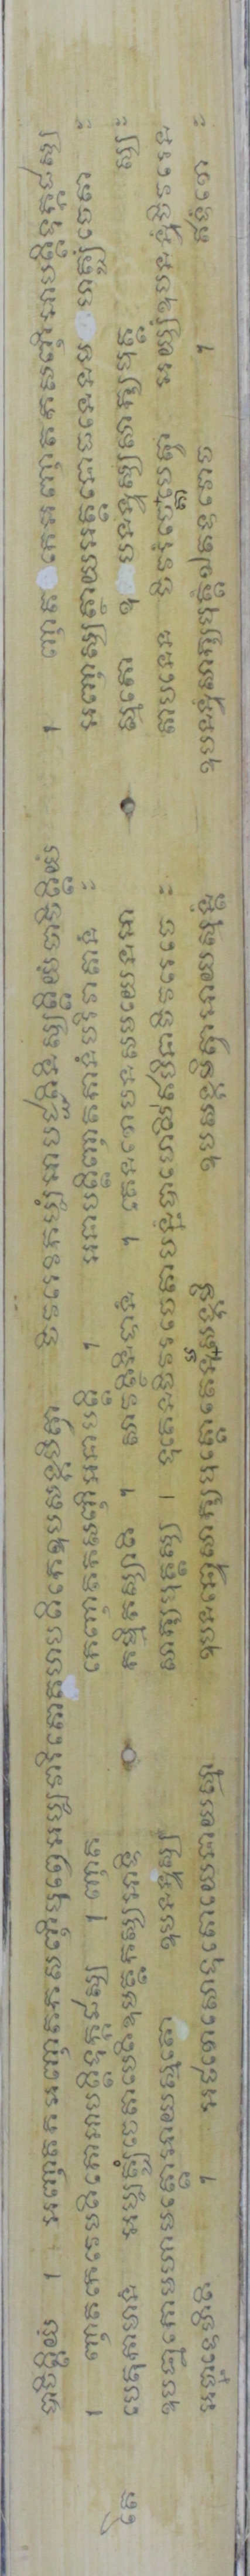 បាចិត្តិយំ ។ អញាតកអញាតកសញ្ញីបុព្វេអប្បវារិតោគហបតិកេឧបសង្កមិត្វា ចិវរេវិកប្បំអាបជ្ជតិនិស្សគ្គិយំបាចិត្តិយំ ។ ញាតកេអញាតកសញ្ញីអាបត្តិទុក្កដស្ស
។ ញាតកេវេមតិកោអាបត្តិទុក្កដស្ស ។ ញាតកេញាតកសញ្ញីអនាបត្តិ ។ អនាបត្តិញាតកានំបវារិតានំ ៈ អញ្ញស្សត្ថាយអត្តនោធនេនមហគ្ឃំចេតា ៈ
តៃ បេតុកាមានំ អប្បគ្ឃំចេតាបេតិឧម្មត្តកស្សអាទិ កម្មិកស្សាតិ ។ សាវត្ថិនិទានំ ។ តេនខោបនសមយេនអា យស្មតោ ឧបនន្ទស្សសាក្យបុត្ត ស្ស ៈ
ឧបដ្ឋាកោមហាមត្តោអាយស្មតោ ឧបនន្ទស្ស សាក្យបុត្តស្ស ។ ទុតេនចិវរចេតាបន្នំបាហេសិឥមិនាចិវរចេ ៈ តាបនេន ចិវរំចេតាបេត្វា អយ្យំឧបនន្ទំចិវរេន
អច្ឆាទេហីតិ ។ អថខោសោទុតោយេនាយស្មា ឧបនន្ទោសាក្យបុត្តោតេនុបសង្កមិ ឧបសង្កមិត្វាអាយស្មន្តំ ឧបនន្ទំសាក្យបុត្តំឯតទវោច ។ ឥទំខោ ៈ